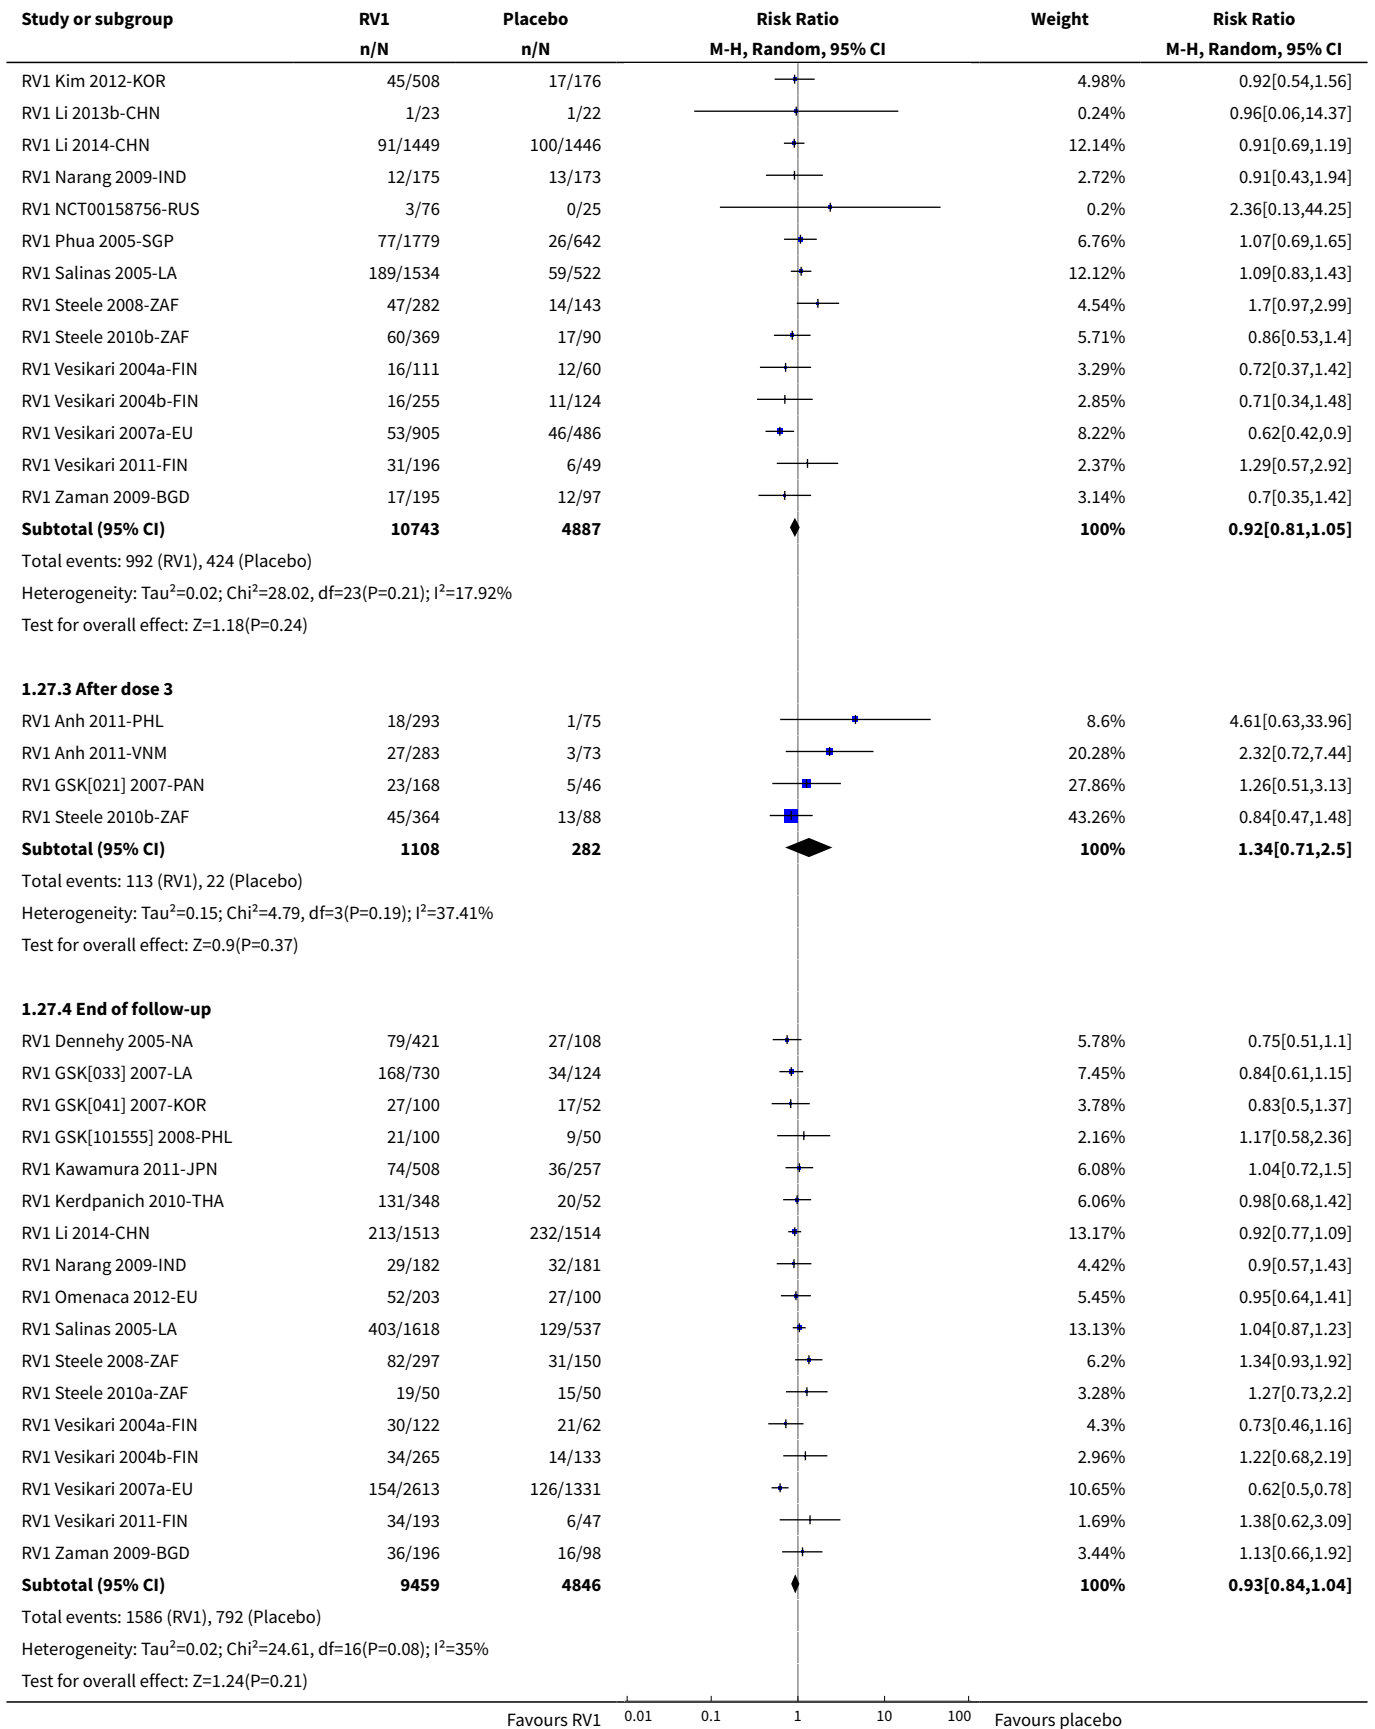 Study or subgroup RV1 Placebo Risk Ratio Weight Risk Ratio
n/N n/N M-H, Random, 95% CI M-H, Random, 95% CI
RV1 Kim 2012-KOR 45/508 17/176 4.98% 0.92[0.54,1.56]
RV1 Li 2013b-CHN 1/23 1/22 0.24% 0.96[0.06,14.37]
RV1 Li 2014-CHN 91/1449 100/1446 12.14% 0.91[0.69,1.19]
RV1 Narang 2009-IND 12/175 13/173 2.72% 0.91[0.43,1.94]
RV1 NCT00158756-RUS 3/76 0/25 0.2% 2.36[0.13,44.25]
RV1 Phua 2005-SGP 77/1779 26/642 6.76% 1.07[0.69,1.65]
RV1 Salinas 2005-LA 189/1534 59/522 12.12% 1.09[0.83,1.43]
RV1 Steele 2008-ZAF 47/282 14/143 4.54% 1.7[0.97,2.99]
RV1 Steele 2010b-ZAF 60/369 17/90 5.71% 0.86[0.53,1.4]
RV1 Vesikari 2004a-FIN 16/111 12/60 3.29% 0.72[0.37,1.42]
RV1 Vesikari 2004b-FIN 16/255 11/124 2.85% 0.71[0.34,1.48]
RV1 Vesikari 2007a-EU 53/905 46/486 8.22% 0.62[0.42,0.9]
RV1 Vesikari 2011-FIN 31/196 6/49 2.37% 1.29[0.57,2.92]
RV1 Zaman 2009-BGD 17/195 12/97 3.14% 0.7[0.35,1.42]
Subtotal (95% CI) 10743 4887 100% 0.92[0.81,1.05]
Total events: 992 (RV1), 424 (Placebo)
Heterogeneity: Tau²=0.02; Chi²=28.02, df=23(P=0.21); I²=17.92%
Test for overall effect: Z=1.18(P=0.24)
1.27.3 After dose 3
RV1 Anh 2011-PHL 18/293 1/75 8.6% 4.61[0.63,33.96]
RV1 Anh 2011-VNM 27/283 3/73 20.28% 2.32[0.72,7.44]
RV1 GSK[021] 2007-PAN 23/168 5/46 27.86% 1.26[0.51,3.13]
RV1 Steele 2010b-ZAF 45/364 13/88 43.26% 0.84[0.47,1.48]
Subtotal (95% CI) 1108 282 100% 1.34[0.71,2.5]
Total events: 113 (RV1), 22 (Placebo)
Heterogeneity: Tau²=0.15; Chi²=4.79, df=3(P=0.19); I²=37.41%
Test for overall effect: Z=0.9(P=0.37)
1.27.4 End of follow-up
RV1 Dennehy 2005-NA 79/421 27/108 5.78% 0.75[0.51,1.1]
RV1 GSK[033] 2007-LA 168/730 34/124 7.45% 0.84[0.61,1.15]
RV1 GSK[041] 2007-KOR 27/100 17/52 3.78% 0.83[0.5,1.37]
RV1 GSK[101555] 2008-PHL 21/100 9/50 2.16% 1.17[0.58,2.36]
RV1 Kawamura 2011-JPN 74/508 36/257 6.08% 1.04[0.72,1.5]
RV1 Kerdpanich 2010-THA 131/348 20/52 6.06% 0.98[0.68,1.42]
RV1 Li 2014-CHN 213/1513 232/1514 13.17% 0.92[0.77,1.09]
RV1 Narang 2009-IND 29/182 32/181 4.42% 0.9[0.57,1.43]
RV1 Omenaca 2012-EU 52/203 27/100 5.45% 0.95[0.64,1.41]
RV1 Salinas 2005-LA 403/1618 129/537 13.13% 1.04[0.87,1.23]
RV1 Steele 2008-ZAF 82/297 31/150 6.2% 1.34[0.93,1.92]
RV1 Steele 2010a-ZAF 19/50 15/50 3.28% 1.27[0.73,2.2]
RV1 Vesikari 2004a-FIN 30/122 21/62 4.3% 0.73[0.46,1.16]
RV1 Vesikari 2004b-FIN 34/265 14/133 2.96% 1.22[0.68,2.19]
RV1 Vesikari 2007a-EU 154/2613 126/1331 10.65% 0.62[0.5,0.78]
RV1 Vesikari 2011-FIN 34/193 6/47 1.69% 1.38[0.62,3.09]
RV1 Zaman 2009-BGD 36/196 16/98 3.44% 1.13[0.66,1.92]
Subtotal (95% CI) 9459 4846 100% 0.93[0.84,1.04]
Total events: 1586 (RV1), 792 (Placebo)
Heterogeneity: Tau²=0.02; Chi²=24.61, df=16(P=0.08); I²=35%
Test for overall effect: Z=1.24(P=0.21)
Favours RV1 0.01 0.1 1 10 100 Favours placebo